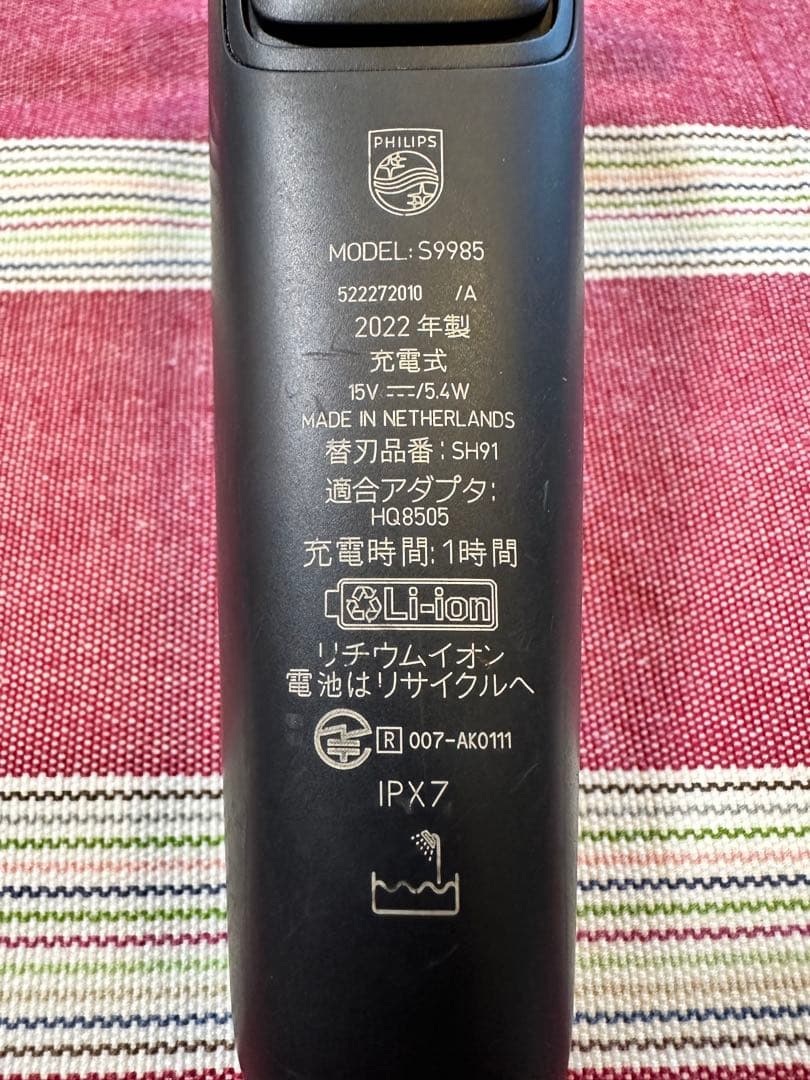 PHILIPS
MODEL: S9985
522272010 /A
2022 年製
充電式
15V ⎓/5.4W
MADE IN NETHERLANDS
替刃品番: SH91
適合アダプタ:
HQ8505
充電時間: 1時間
Li-ion
リチウムイオン
電池はリサイクルへ
R 007-AK0111
IPX7